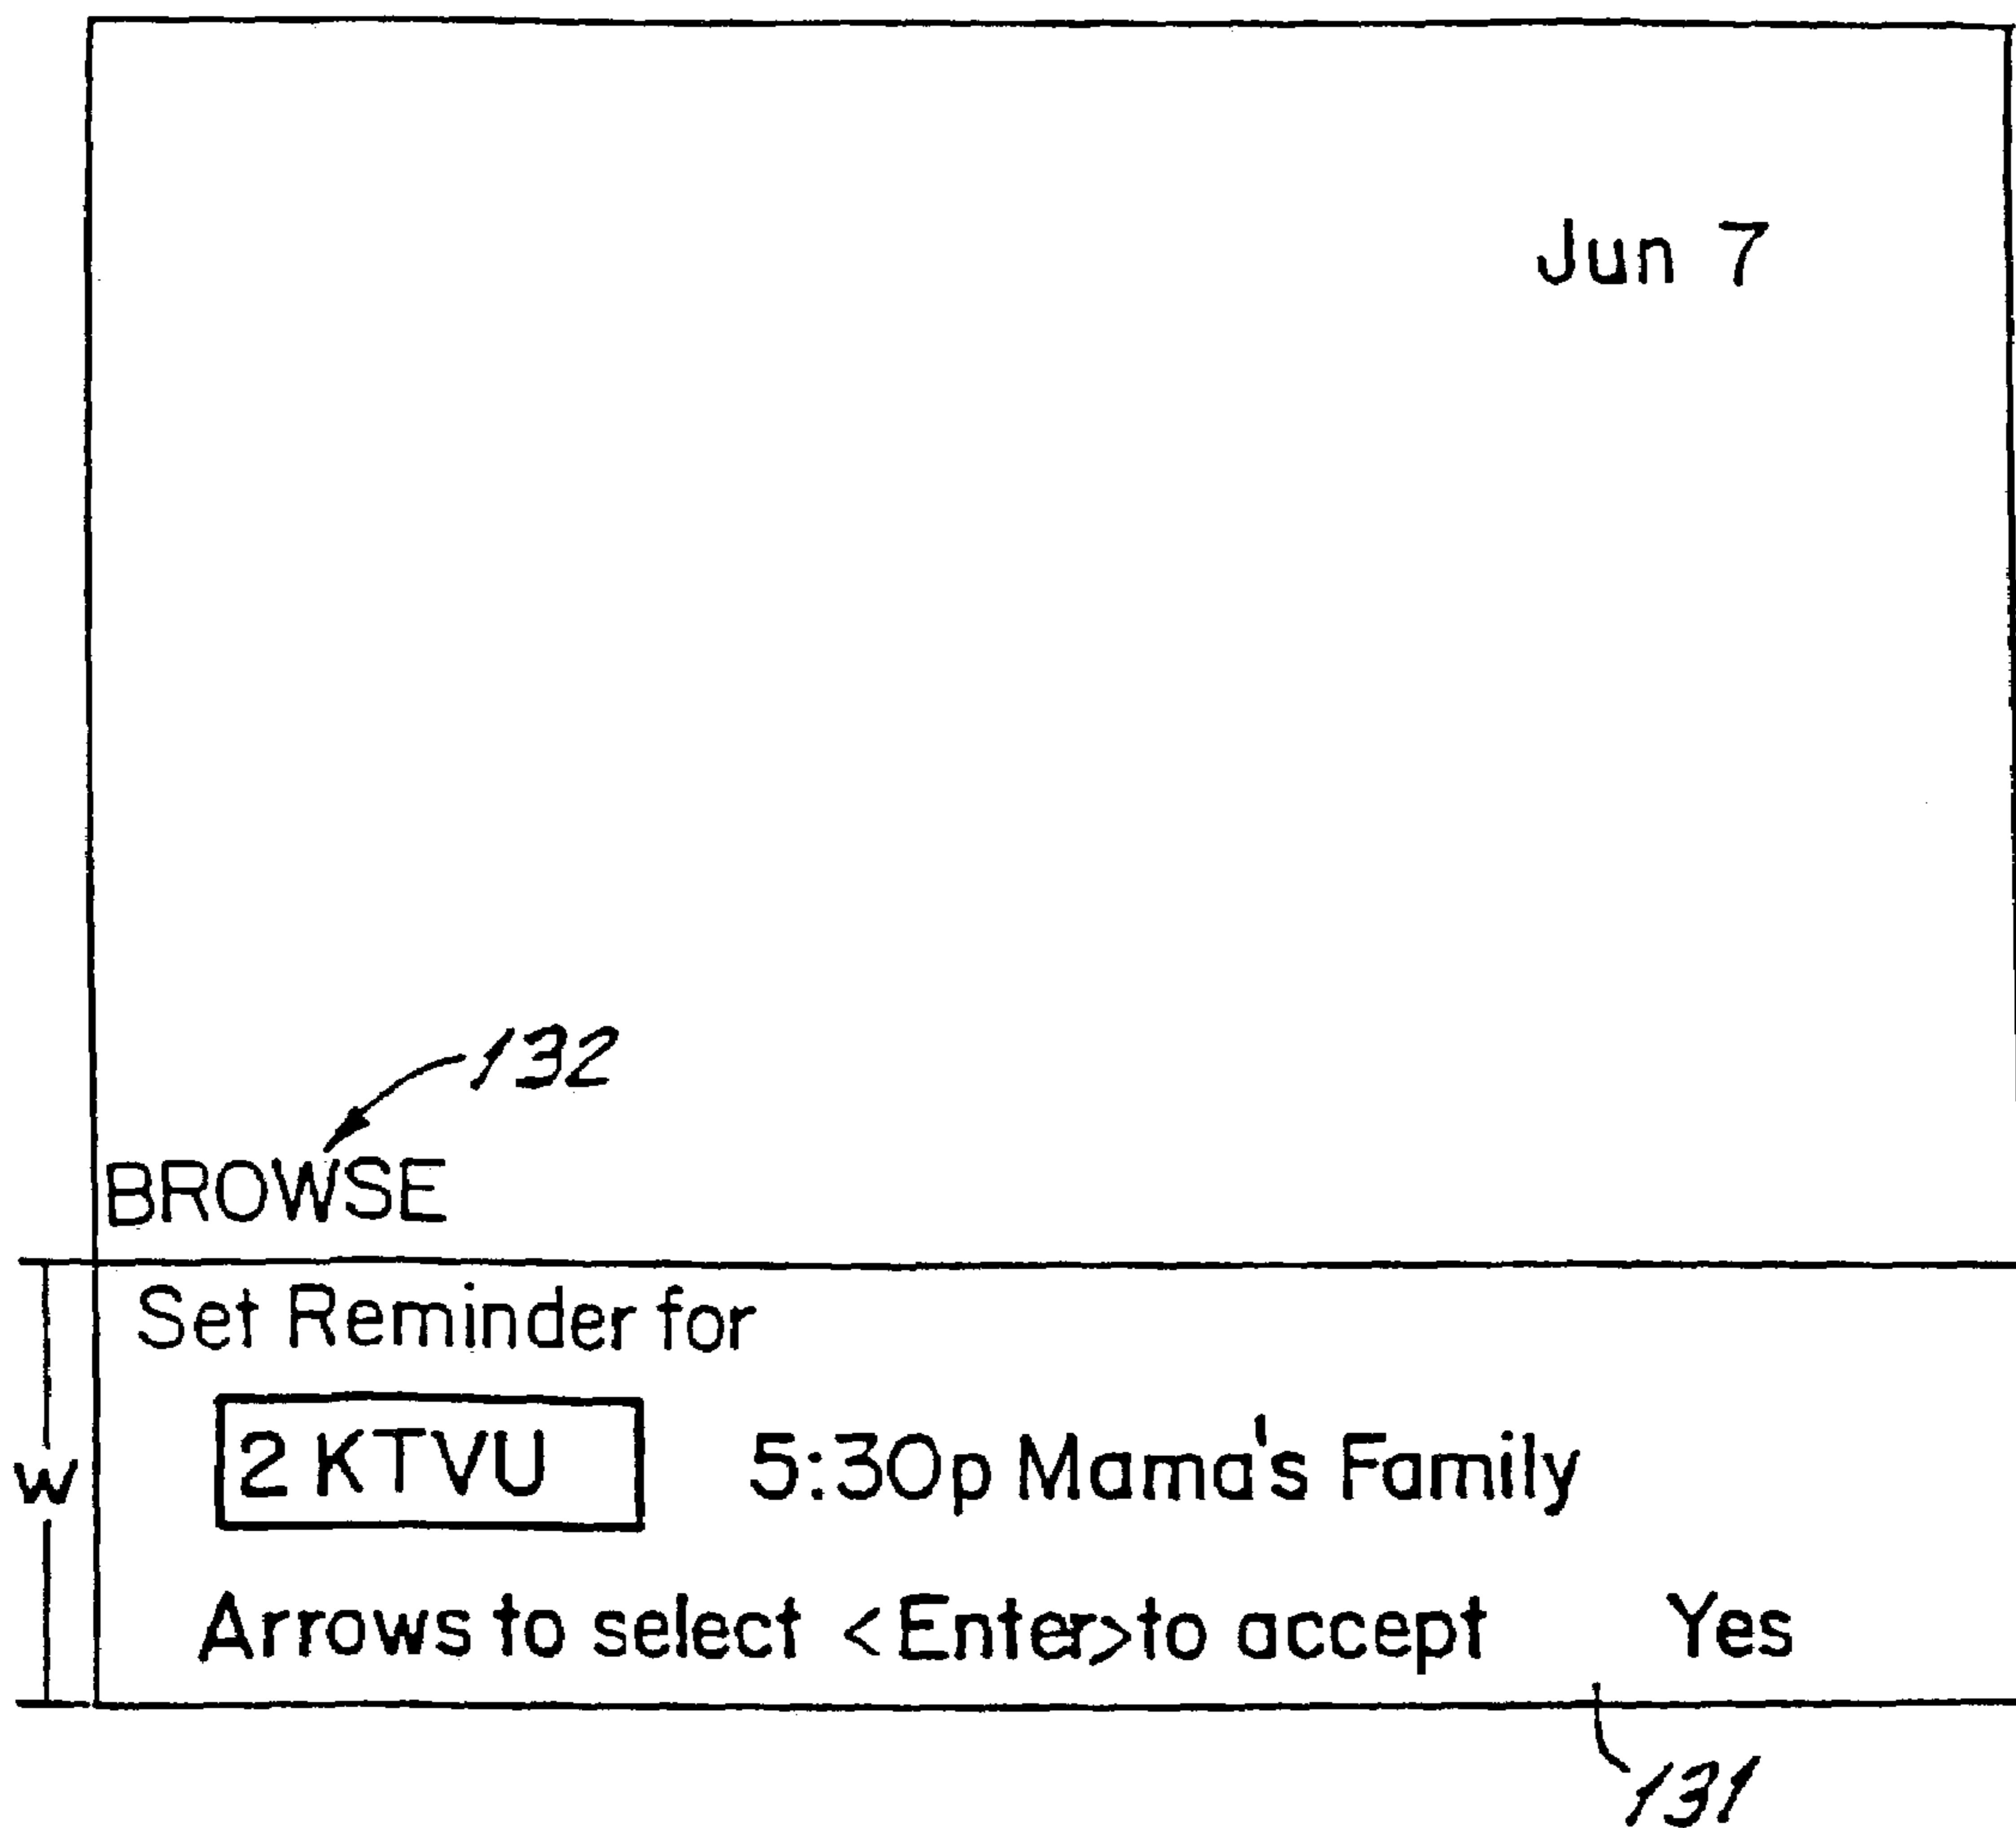 Jun 7
132
BROWSE
Set Reminder for
2 KTVU 5:30p Mama's Family
w
Arrows to select <Enter> to accept Yes
131